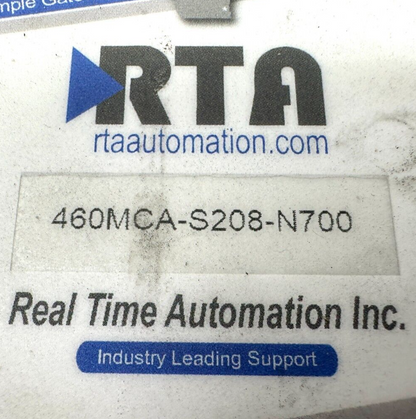 RTA
rtaautomation.com
460MCA-S208-N700
Real Time Automation Inc.
Industry Leading Support